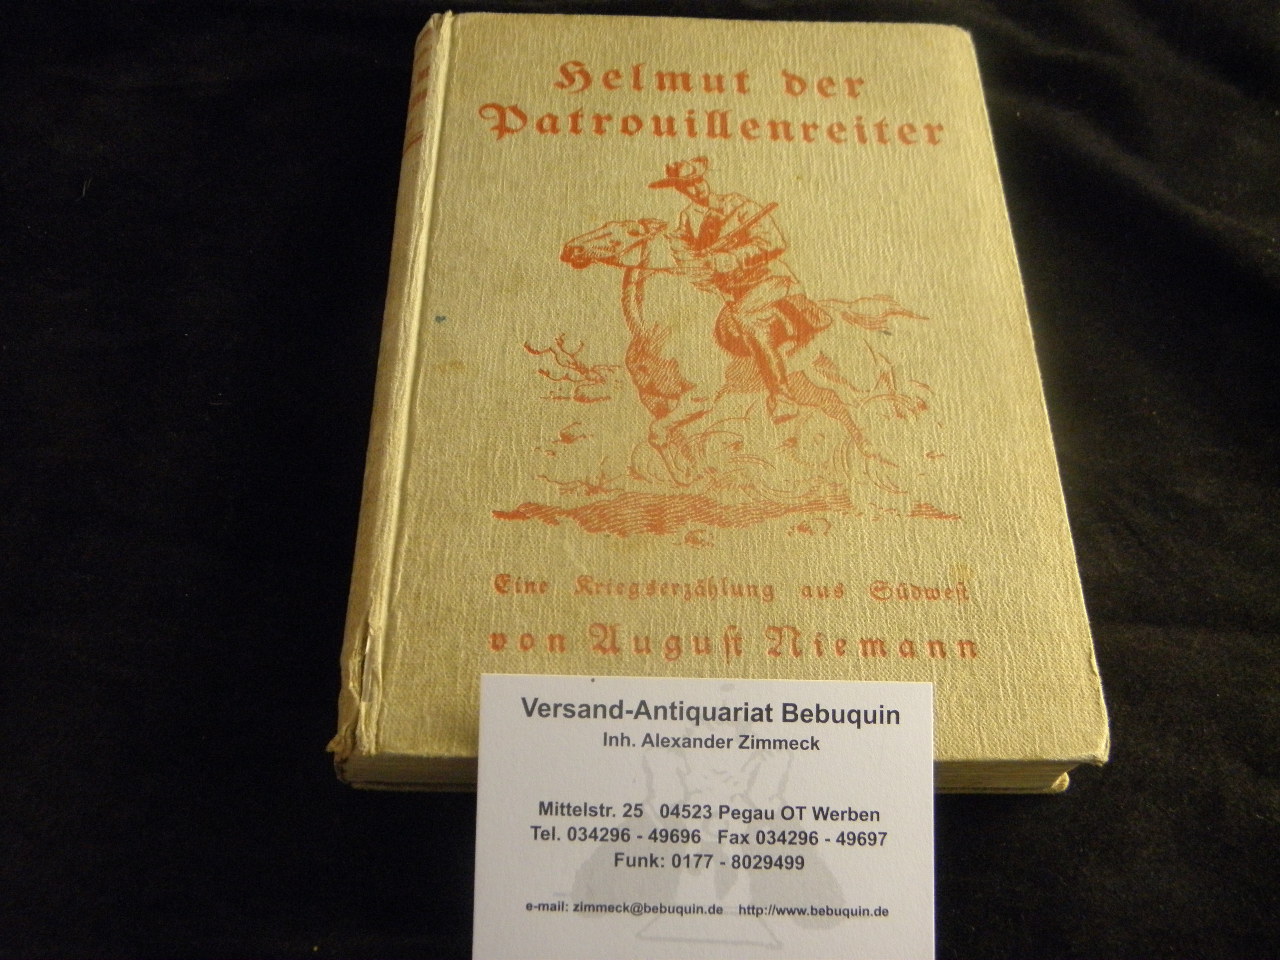 Helmut der
Patrouillenreiter
Eine Kriegserzählung aus Südwest
von August Niemann
Versand-Antiquariat Bebuquin
Inh. Alexander Zimmeck
Mittelstr. 25 04523 Pegau OT Werben
Tel. 034296 - 49696 Fax 034296 - 49697
Funk: 0177 - 8029499
e-mail: zimmeck@bebuquin.de http://www.bebuquin.de